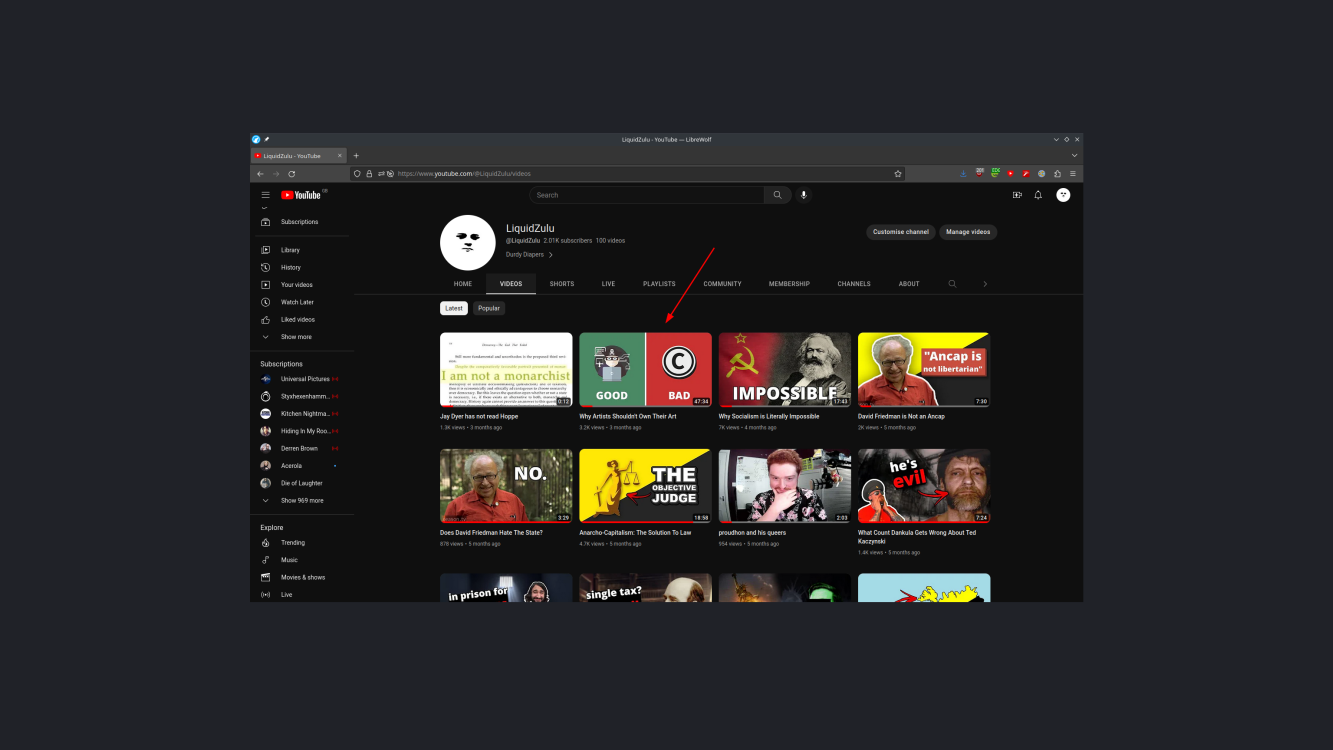 LiquidZulu - YouTube — LibreWolf
LiquidZulu - YouTube
https://www.youtube.com/@LiquidZulu/videos
YouTube GB
Search
Subscriptions
Library
History
Your videos
Watch Later
Liked videos
Show more
Subscriptions
Universal Pictures
Styxhexenhamm...
Kitchen Nightma...
Hiding In My Roo...
Derren Brown
Acerola
Die of Laughter
Show 969 more
Explore
Trending
Music
Movies & shows
Live
LiquidZulu
@LiquidZulu 2.01K subscribers 100 videos
Durdy Diapers
Customise channel
Manage videos
HOME VIDEOS SHORTS LIVE PLAYLISTS COMMUNITY MEMBERSHIP CHANNELS ABOUT
Latest Popular
I am not a monarchist
0:12
Jay Dyer has not read Hoppe
1.3K views • 3 months ago
GOOD
C
BAD
47:34
Why Artists Shouldn't Own Their Art
3.2K views • 3 months ago
IMPOSSIBLE
17:43
Why Socialism is Literally Impossible
7K views • 4 months ago
"Ancap is
not libertarian"
7:30
David Friedman is Not an Ancap
2K views • 5 months ago
NO.
3:29
Does David Friedman Hate The State?
878 views • 5 months ago
THE
OBJECTIVE
JUDGE
18:58
Anarcho-Capitalism: The Solution To Law
4.7K views • 5 months ago
2:03
proudhon and his queers
954 views • 5 months ago
he's
evil
7:24
What Count Dankula Gets Wrong About Ted
Kaczynski
1.4K views • 5 months ago
in prison for
single tax?